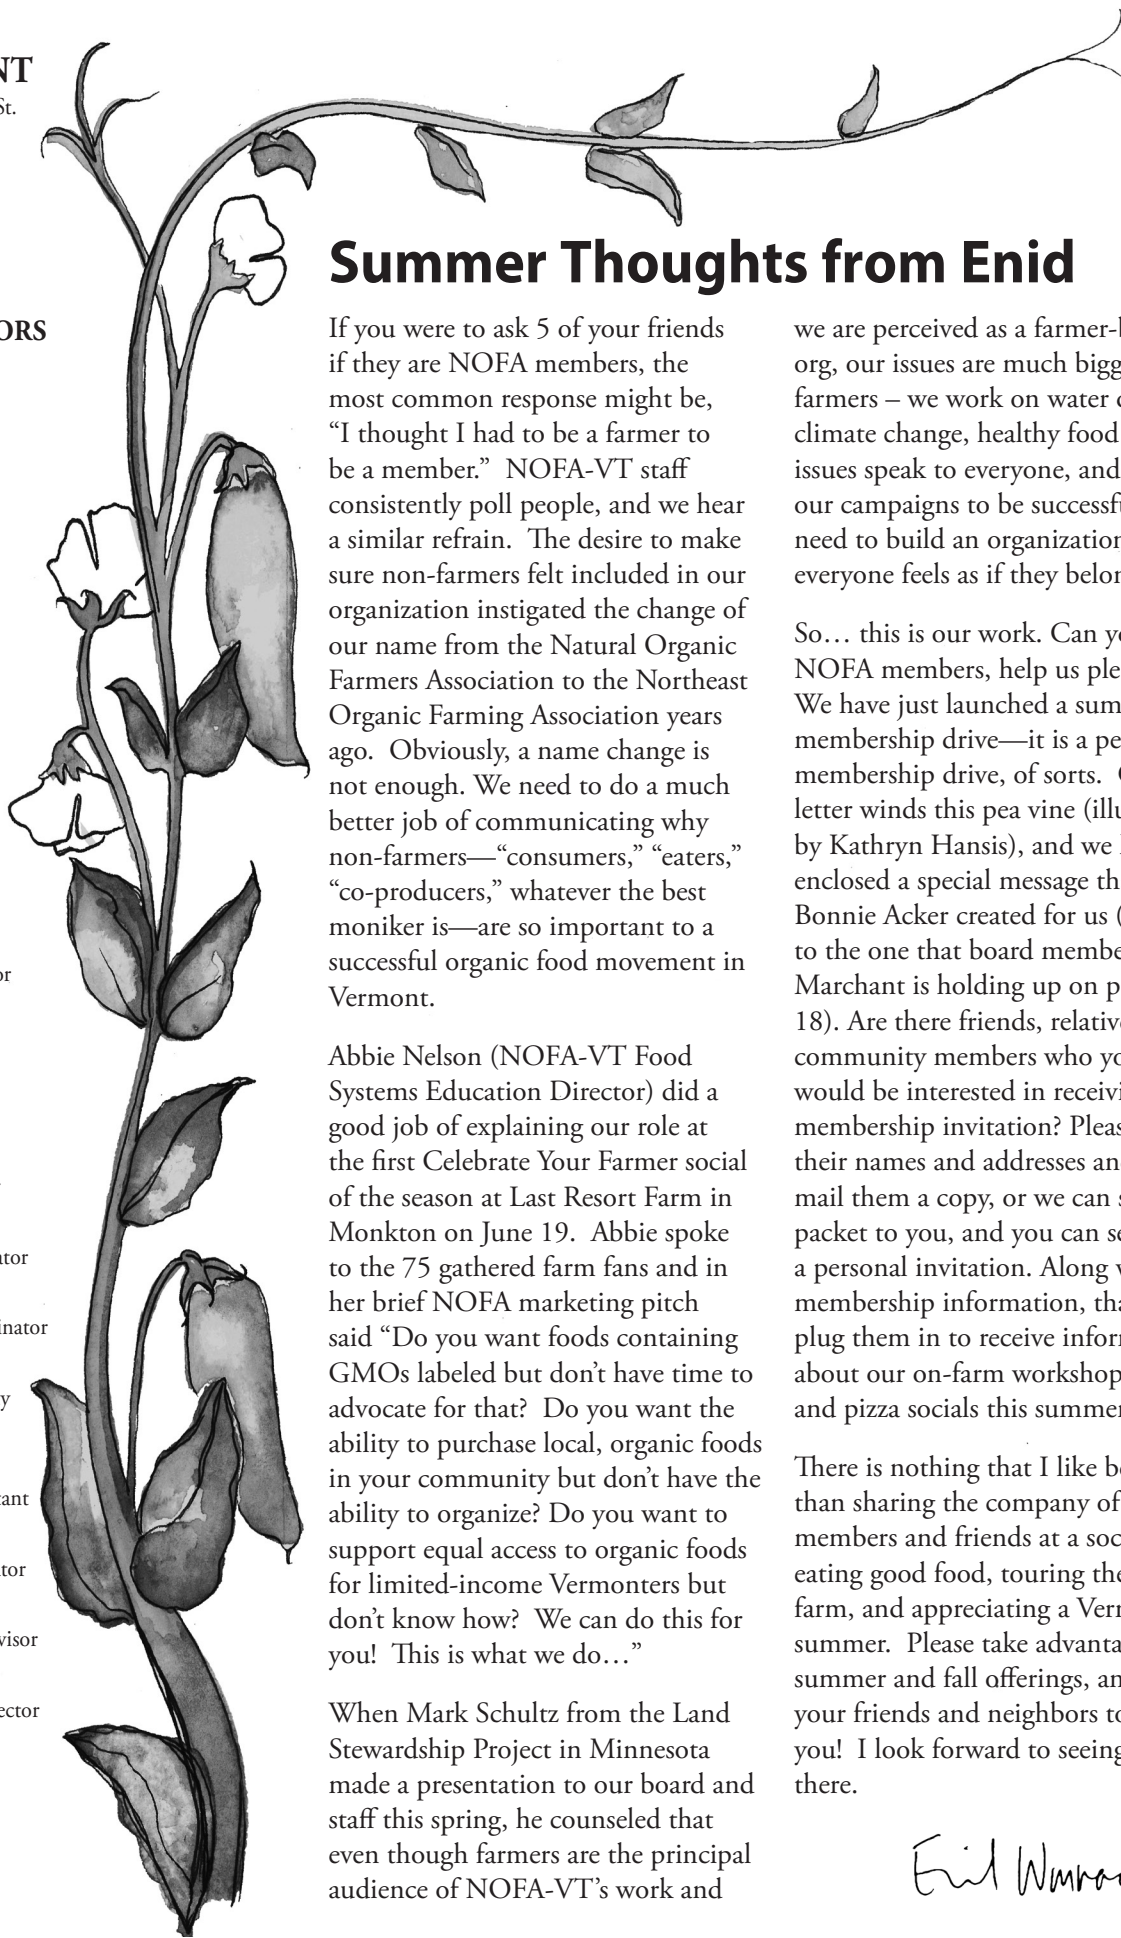 NT
St.
ORS
or
ator
inator
y
tant
tor
visor
ector
Summer Thoughts from Enid
If you were to ask 5 of your friends
if they are NOFA members, the
most common response might be,
“I thought I had to be a farmer to
be a member.”  NOFA-VT staff
consistently poll people, and we hear
a similar refrain.  The desire to make
sure non-farmers felt included in our
organization instigated the change of
our name from the Natural Organic
Farmers Association to the Northeast
Organic Farming Association years
ago.  Obviously, a name change is
not enough. We need to do a much
better job of communicating why
non-farmers—“consumers,” “eaters,”
“co-producers,” whatever the best
moniker is—are so important to a
successful organic food movement in
Vermont.
Abbie Nelson (NOFA-VT Food
Systems Education Director) did a
good job of explaining our role at
the first Celebrate Your Farmer social
of the season at Last Resort Farm in
Monkton on June 19.  Abbie spoke
to the 75 gathered farm fans and in
her brief NOFA marketing pitch
said “Do you want foods containing
GMOs labeled but don’t have time to
advocate for that?  Do you want the
ability to purchase local, organic foods
in your community but don’t have the
ability to organize? Do you want to
support equal access to organic foods
for limited-income Vermonters but
don’t know how?  We can do this for
you!  This is what we do…”
When Mark Schultz from the Land
Stewardship Project in Minnesota
made a presentation to our board and
staff this spring, he counseled that
even though farmers are the principal
audience of NOFA-VT’s work and
we are perceived as a farmer-
org, our issues are much bigg
farmers – we work on water
climate change, healthy food
issues speak to everyone, and
our campaigns to be successf
need to build an organization
everyone feels as if they belon
So… this is our work. Can yo
NOFA members, help us ple
We have just launched a sum
membership drive—it is a pe
membership drive, of sorts.
letter winds this pea vine (illu
by Kathryn Hansis), and we
enclosed a special message th
Bonnie Acker created for us (
to the one that board membe
Marchant is holding up on p
18). Are there friends, relativ
community members who yo
would be interested in receivi
membership invitation? Pleas
their names and addresses an
mail them a copy, or we can s
packet to you, and you can se
a personal invitation. Along w
membership information, tha
plug them in to receive infor
about our on-farm workshop
and pizza socials this summer
There is nothing that I like be
than sharing the company of
members and friends at a soc
eating good food, touring the
farm, and appreciating a Verm
summer.  Please take advanta
summer and fall offerings, an
your friends and neighbors to
you!  I look forward to seeing
there.
Enid